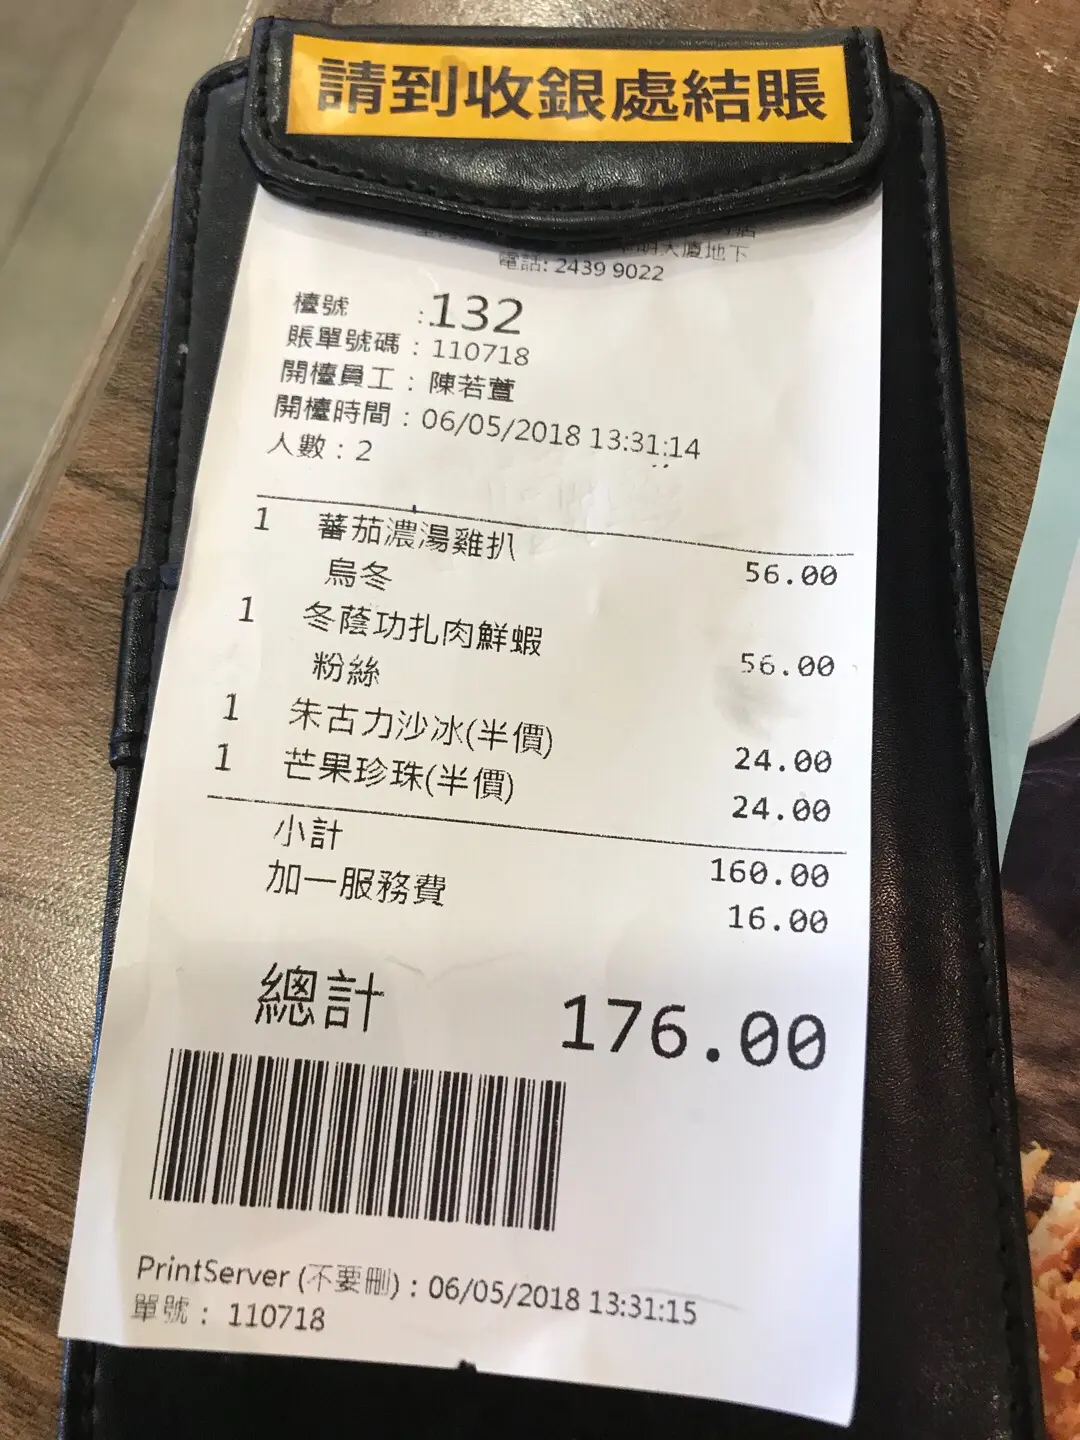 請到收銀處結賬
大廈地下
電話: 2439 9022
檯號 :132
賬單號碼 : 110718
開檯員工 : 陳若萱
開檯時間 : 06/05/2018 13:31:14
人數 : 2
1 蕃茄濃湯雞扒 56.00
烏冬
1 冬蔭功扎肉鮮蝦 56.00
粉絲
1 朱古力沙冰(半價) 24.00
1 芒果珍珠(半價) 24.00
小計 160.00
加一服務費 16.00
總計 176.00
PrintServer (不要刪) : 06/05/2018 13:31:15
單號 : 110718